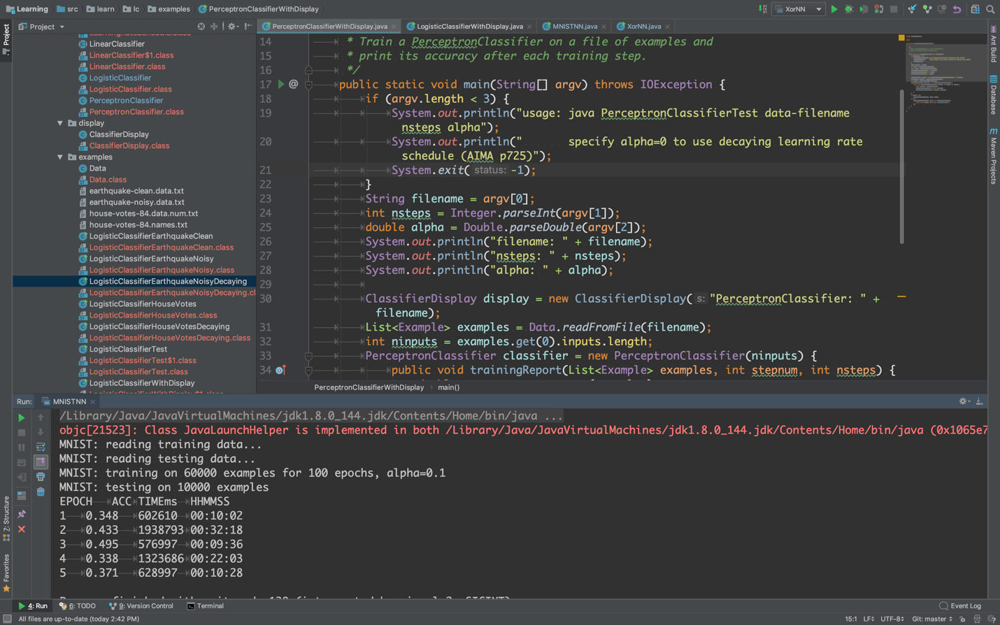 Learning src learn lc examples PerceptronClassifierWithDisplay
XorNN
Project
PerceptronClassifierWithDisplay.java LogisticClassifierWithDisplay.java MNISTNN.java XorNN.java
LinearClassifier
LinearClassifier$1.class
LinearClassifier.class
LogisticClassifier
LogisticClassifier.class
PerceptronClassifier
PerceptronClassifier.class
display
ClassifierDisplay
ClassifierDisplay.class
examples
Data
Data.class
earthquake-clean.data.txt
earthquake-noisy.data.txt
house-votes-84.data.num.txt
house-votes-84.names.txt
LogisticClassifierEarthquakeClean
LogisticClassifierEarthquakeClean.class
LogisticClassifierEarthquakeNoisy
LogisticClassifierEarthquakeNoisy.class
LogisticClassifierEarthquakeNoisyDecaying
LogisticClassifierEarthquakeNoisyDecaying.cl
LogisticClassifierHouseVotes
LogisticClassifierHouseVotes.class
LogisticClassifierHouseVotesDecaying
LogisticClassifierHouseVotesDecaying.class
LogisticClassifierTest
LogisticClassifierTest$1.class
LogisticClassifierTest.class
LogisticClassifierWithDisplay
14 * Train a PerceptronClassifier on a file of examples and
15 * print its accuracy after each training step.
16 */
17 @ public static void main(String[] argv) throws IOException {
18 if (argv.length < 3) {
19 System.out.println("usage: java PerceptronClassifierTest data-filename
nsteps alpha");
20 System.out.println(" specify alpha=0 to use decaying learning rate
schedule (AIMA p725)");
21 System.exit( status: -1);
22 }
23 String filename = argv[0];
24 int nsteps = Integer.parseInt(argv[1]);
25 double alpha = Double.parseDouble(argv[2]);
26 System.out.println("filename: " + filename);
27 System.out.println("nsteps: " + nsteps);
28 System.out.println("alpha: " + alpha);
29
30 ClassifierDisplay display = new ClassifierDisplay( s: "PerceptronClassifier: " +
filename);
31 List<Example> examples = Data.readFromFile(filename);
32 int ninputs = examples.get(0).inputs.length;
33 PerceptronClassifier classifier = new PerceptronClassifier(ninputs) {
34 public void trainingReport(List<Example> examples, int stepnum, int nsteps) {
PerceptronClassifierWithDisplay › main()
Project
Z: Structure
Favorites
Ant Build
Database
Maven Projects
Run: MNISTNN
/Library/Java/JavaVirtualMachines/jdk1.8.0_144.jdk/Contents/Home/bin/java ...
objc[21523]: Class JavaLaunchHelper is implemented in both /Library/Java/JavaVirtualMachines/jdk1.8.0_144.jdk/Contents/Home/bin/java (0x1065e7
MNIST: reading training data...
MNIST: reading testing data...
MNIST: training on 60000 examples for 100 epochs, alpha=0.1
MNIST: testing on 10000 examples
EPOCH ACC TIMEms HHMMSS
1 0.348 602610 00:10:02
2 0.433 1938793 00:32:18
3 0.495 576997 00:09:36
4 0.338 1323686 00:22:03
5 0.371 628997 00:10:28
4: Run 6: TODO 9: Version Control Terminal Event Log
All files are up-to-date (today 2:42 PM) 15:1 LF UTF-8 Git: master